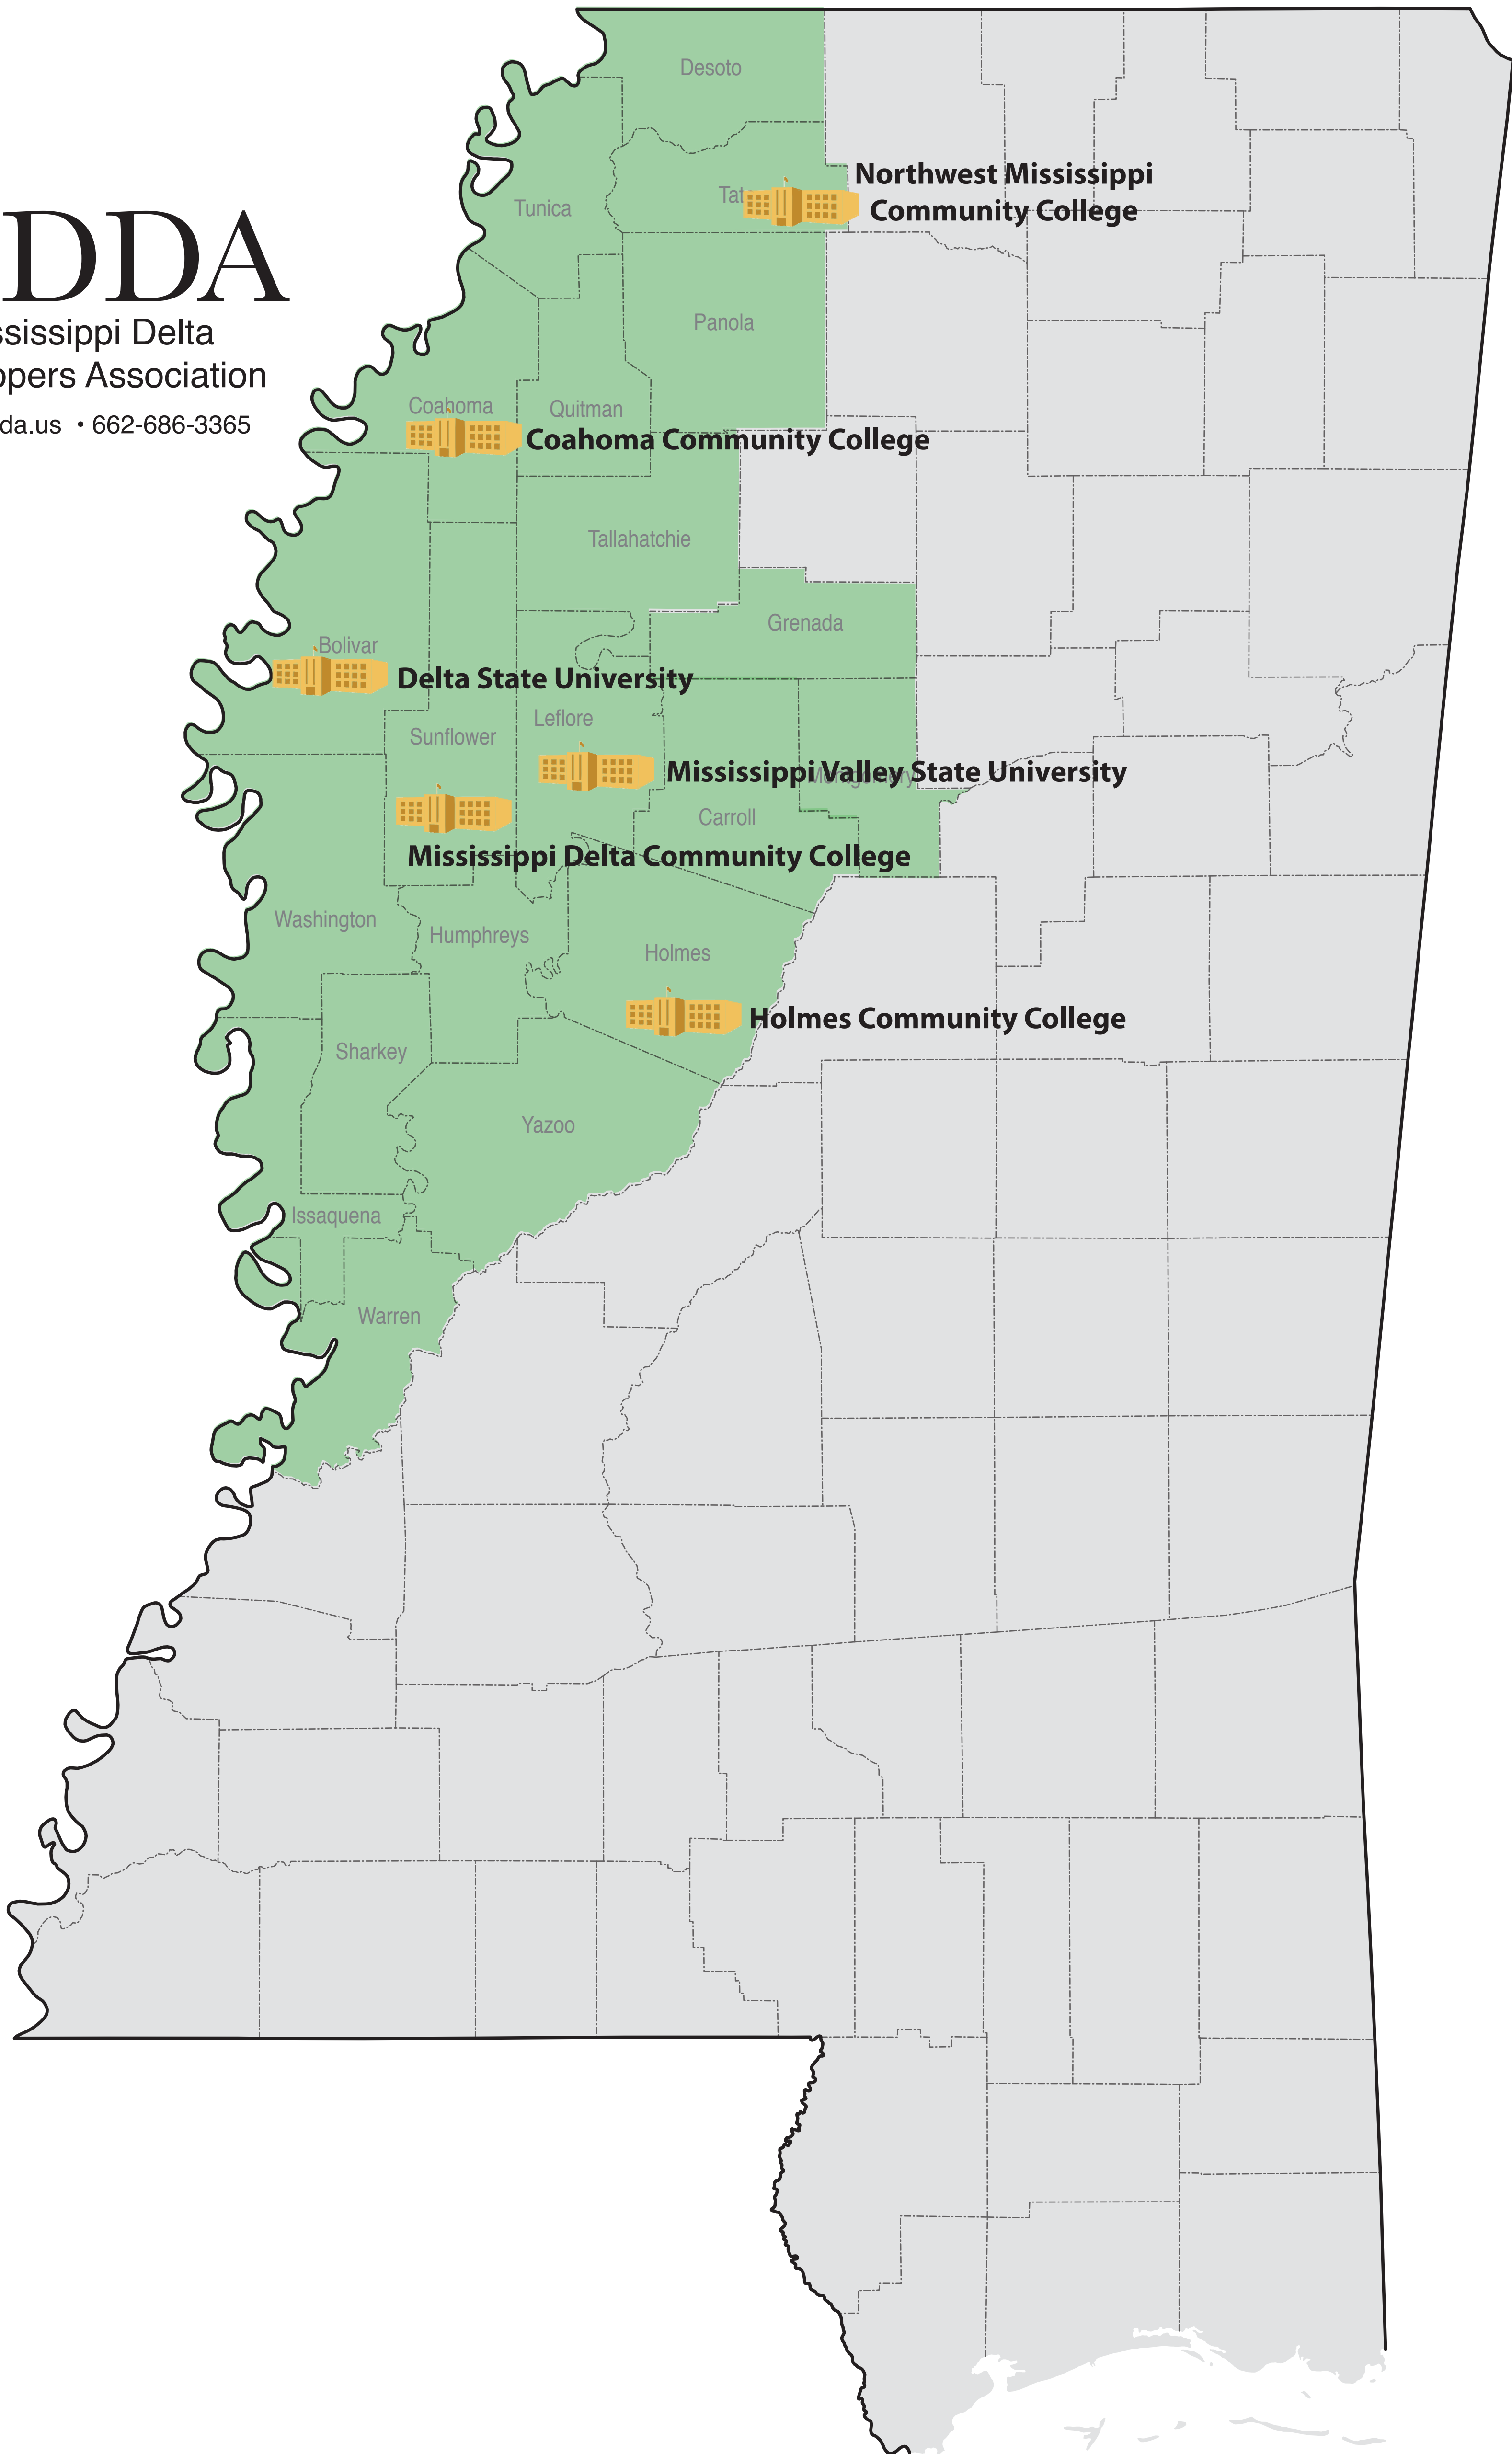 Desoto
Northwest Mississippi
Community College
Tunica
DDA
Panola
ssissippi Delta
ppers Association
Coahoma
Quitman
da.us • 662-686-3365
Coahoma Community College
Tallahatchie
Grenada
Bolivar
Delta State University
Leflore
Sunflower
Mississippi Valley State University
Montgomery
Carroll
Mississippi Delta Community College
Washington
Humphreys
Holmes
Holmes Community College
Sharkey
Yazoo
Issaquena
Warren